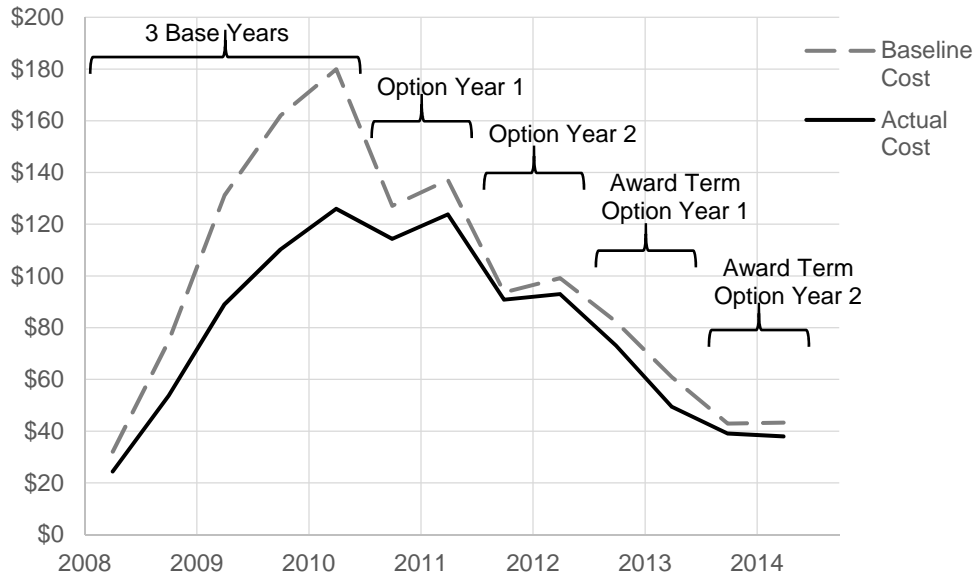 $200
$180
$160
$140
$120
$100
$80
$60
$40
$20
$0
2008 2009 2010 2011 2012 2013 2014
3 Base Years
Option Year 1
Option Year 2
Award Term
Option Year 1
Award Term
Option Year 2
Baseline
Cost
Actual
Cost